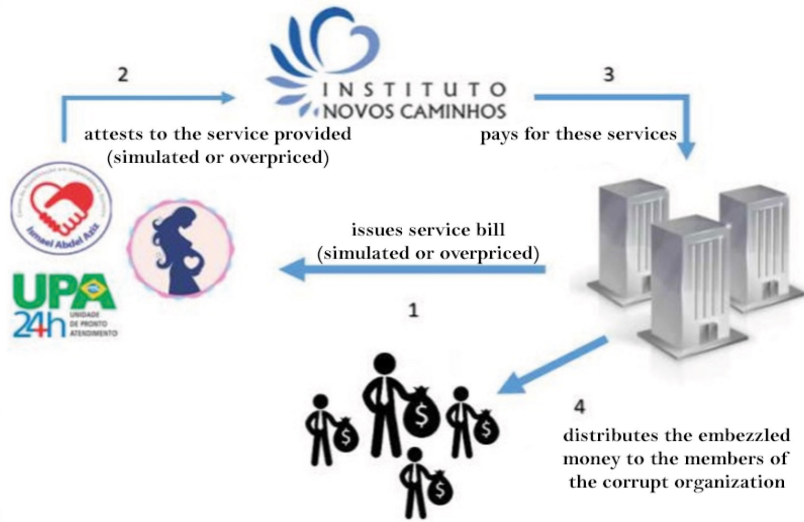 2
INSTITUTO
NOVOS CAMINHOS
3
attests to the service provided
(simulated or overpriced)
pays for these services
Ismael Abdel Aziz
issues service bill
(simulated or overpriced)
UPA
24h
UNIDADE
DE PRONTO
ATENDIMENTO
1
$
$
$
$
4
distributes the embezzled
money to the members of
the corrupt organization